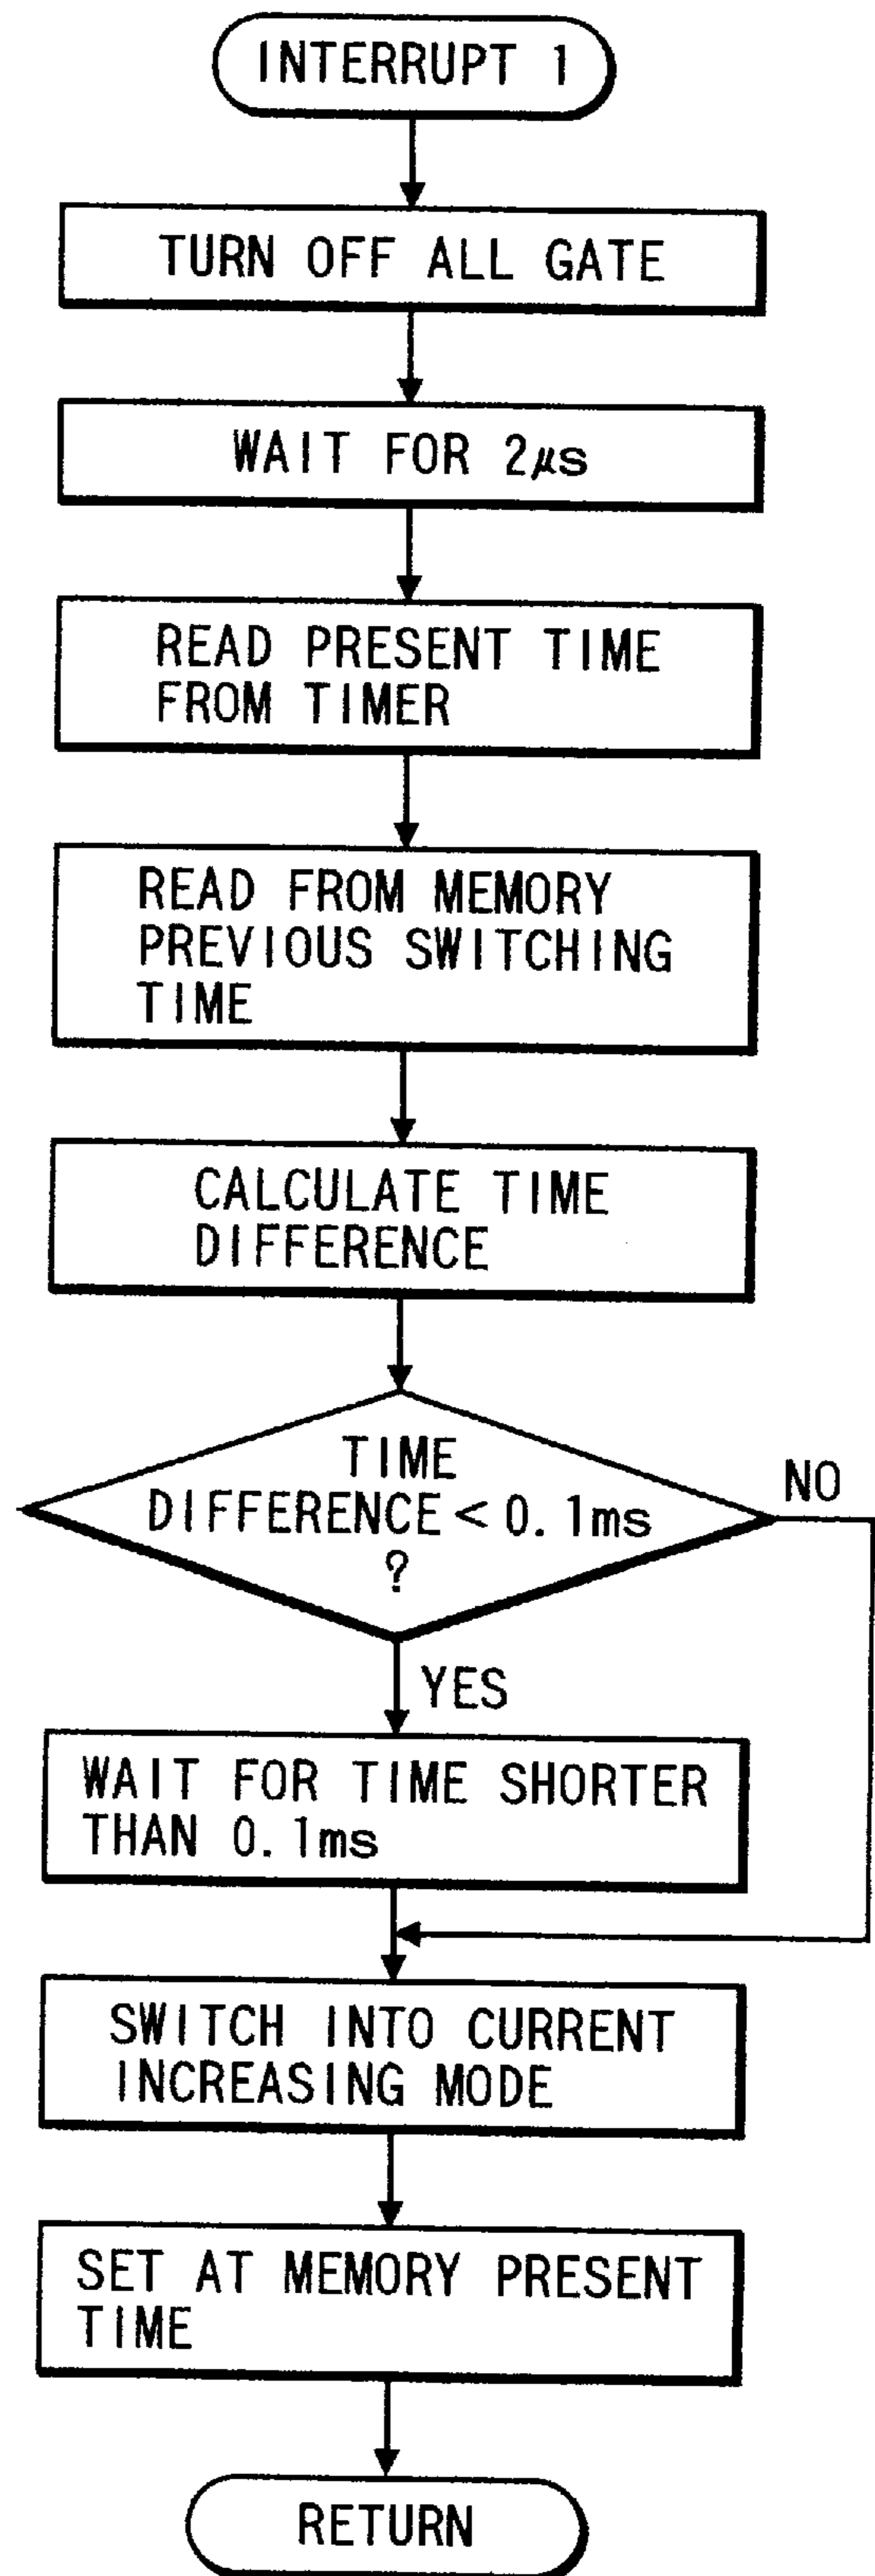 INTERRUPT 1
TURN OFF ALL GATE
WAIT FOR 2μs
READ PRESENT TIME
FROM TIMER
READ FROM MEMORY
PREVIOUS SWITCHING
TIME
CALCULATE TIME
DIFFERENCE
TIME
DIFFERENCE < 0.1ms
?
NO
YES
WAIT FOR TIME SHORTER
THAN 0.1ms
SWITCH INTO CURRENT
INCREASING MODE
SET AT MEMORY PRESENT
TIME
RETURN